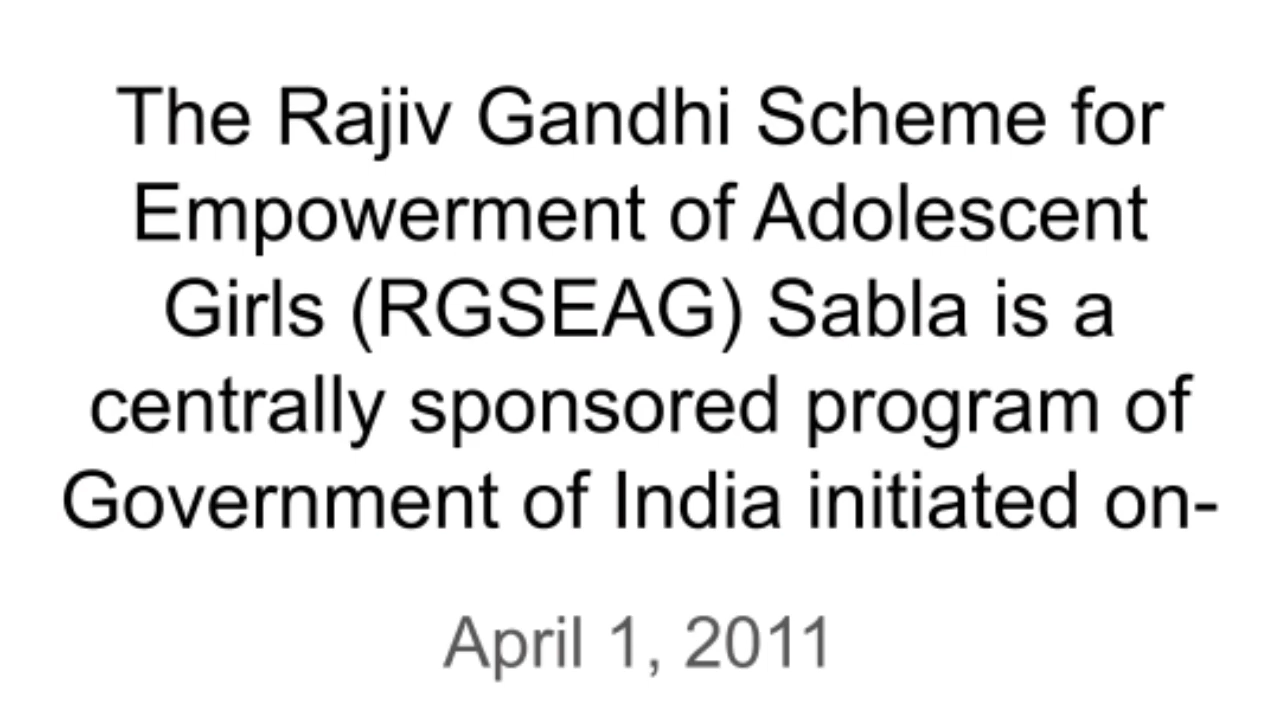 The Rajiv Gandhi Scheme for
Empowerment of Adolescent
Girls (RGSEAG) Sabla is a
centrally sponsored program of
Government of India initiated on-
April 1, 2011